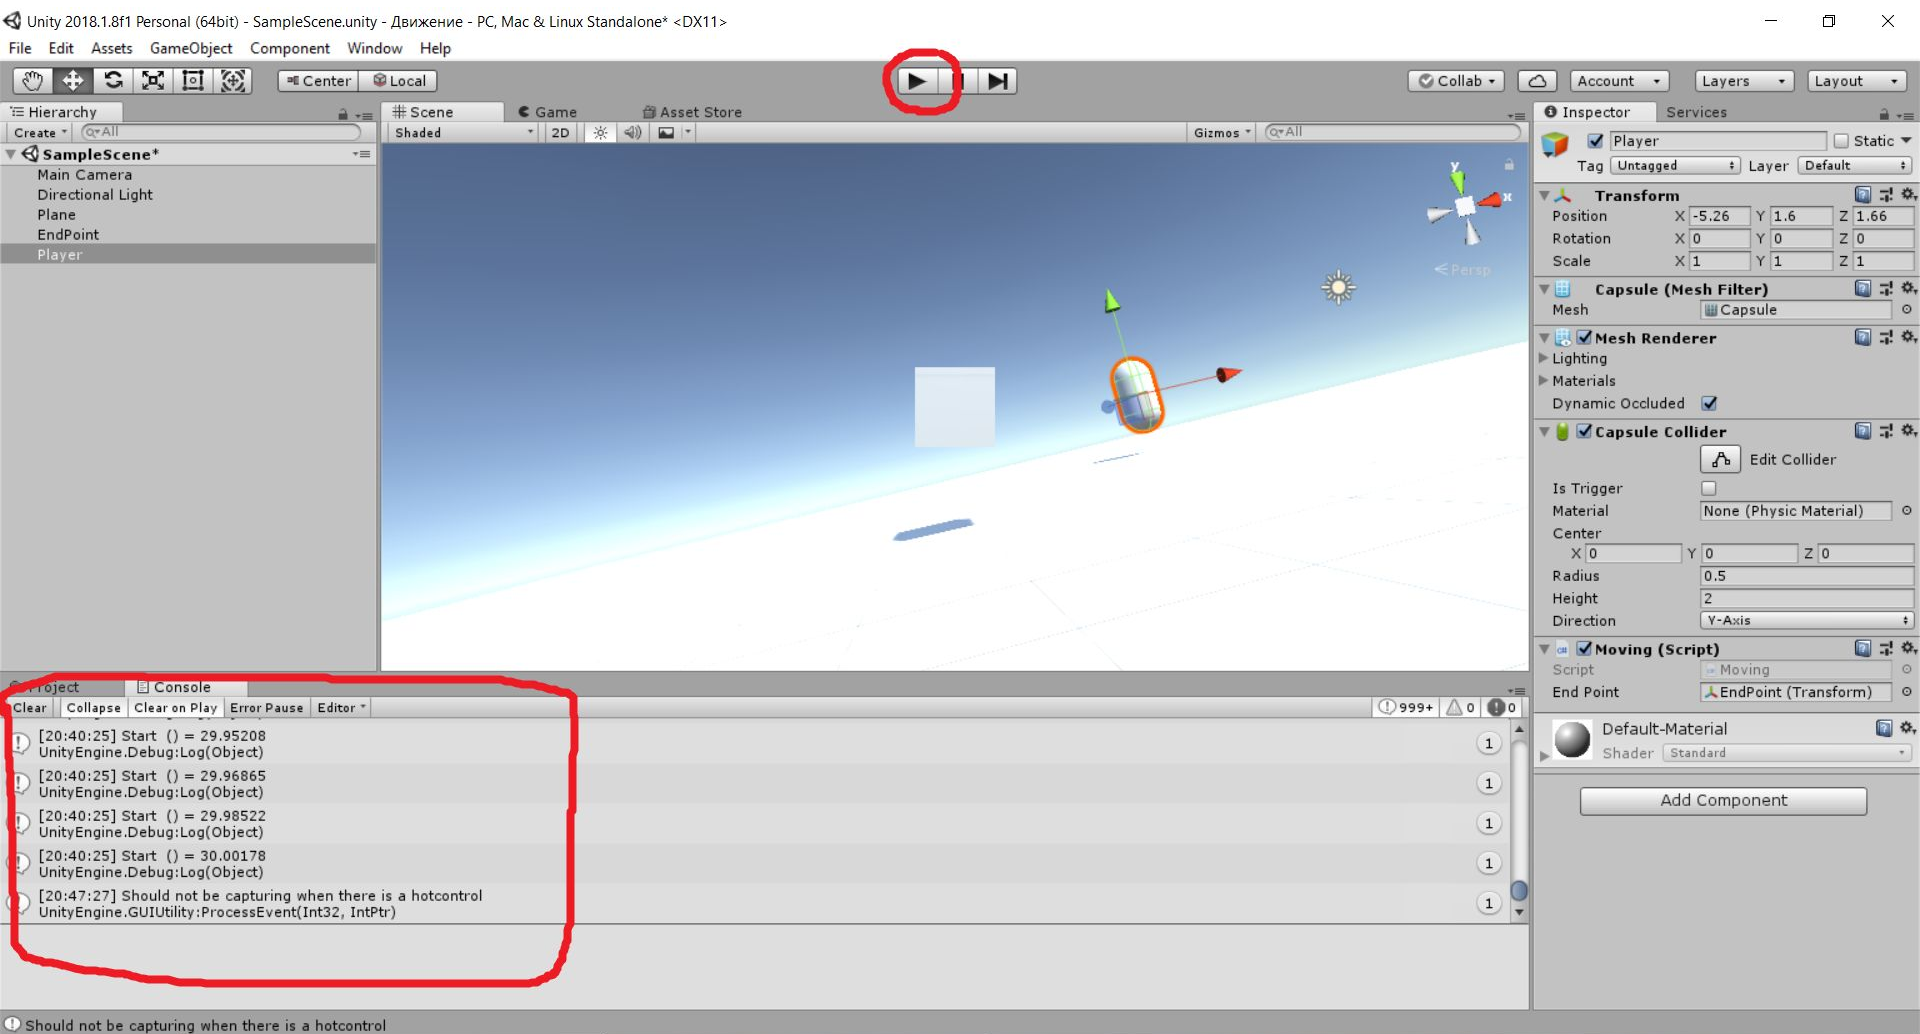 Unity 2018.1.8f1 Personal (64bit) - SampleScene.unity - Движение - PC, Mac & Linux Standalone* <DX11>
File Edit Assets GameObject Component Window Help
Center Local Collab Account Layers Layout
Hierarchy
Create All
SampleScene*
Main Camera
Directional Light
Plane
EndPoint
Player
Scene Game Asset Store
Shaded 2D Gizmos All
y
x
Persp
Inspector Services
Player Static
Tag Untagged Layer Default
Transform
Position X -5.26 Y 1.6 Z 1.66
Rotation X 0 Y 0 Z 0
Scale X 1 Y 1 Z 1
Capsule (Mesh Filter)
Mesh Capsule
Mesh Renderer
Lighting
Materials
Dynamic Occluded
Capsule Collider
Edit Collider
Is Trigger
Material None (Physic Material)
Center
X 0 Y 0 Z 0
Radius 0.5
Height 2
Direction Y-Axis
Moving (Script)
Script Moving
End Point EndPoint (Transform)
Default-Material
Shader Standard
Add Component
Project Console
Clear Collapse Clear on Play Error Pause Editor 999+ 0 0
[20:40:25] Start () = 29.95208
UnityEngine.Debug:Log(Object)
1
[20:40:25] Start () = 29.96865
UnityEngine.Debug:Log(Object)
1
[20:40:25] Start () = 29.98522
UnityEngine.Debug:Log(Object)
1
[20:40:25] Start () = 30.00178
UnityEngine.Debug:Log(Object)
1
[20:47:27] Should not be capturing when there is a hotcontrol
UnityEngine.GUIUtility:ProcessEvent(Int32, IntPtr)
1
Should not be capturing when there is a hotcontrol